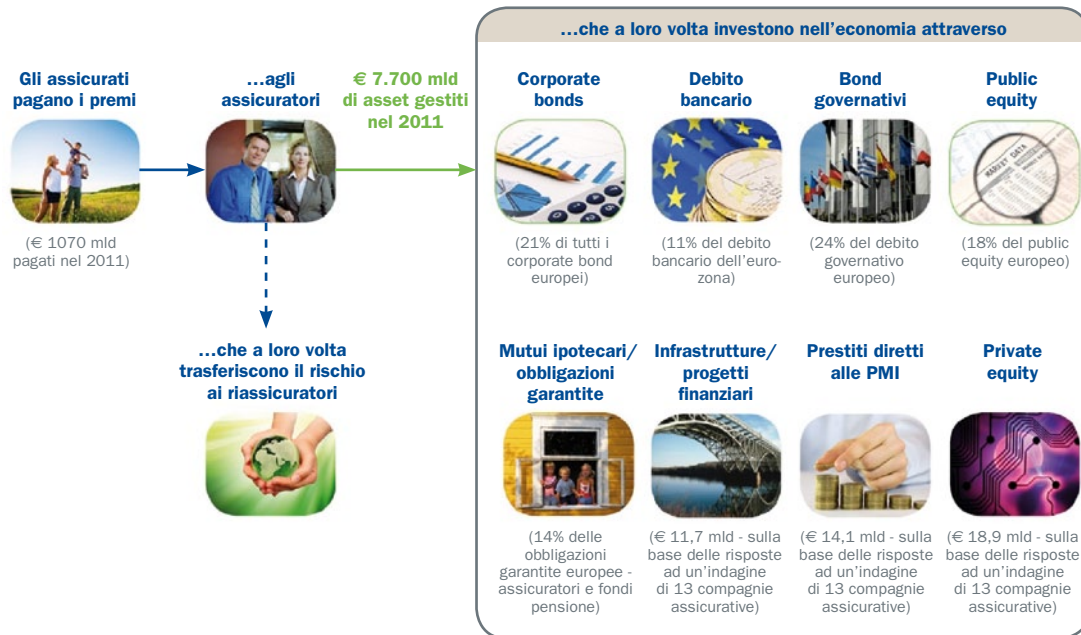 …che a loro volta investono nell'economia attraverso
Gli assicurati
pagano i premi
(€ 1070 mld
pagati nel 2011)
…agli
assicuratori
€ 7.700 mld
di asset gestiti
nel 2011
…che a loro volta
trasferiscono il rischio
ai riassicuratori
Corporate
bonds
(21% di tutti i
corporate bond
europei)
Debito
bancario
(11% del debito
bancario dell'euro-
zona)
Bond
governativi
(24% del debito
governativo
europeo)
Public
equity
MARKET DATA
(18% del public
equity europeo)
Mutui ipotecari/
obbligazioni
garantite
(14% delle
obbligazioni
garantite europee -
assicuratori e fondi
pensione)
Infrastrutture/
progetti
finanziari
(€ 11,7 mld - sulla
base delle risposte
ad un'indagine
di 13 compagnie
assicurative)
Prestiti diretti
alle PMI
(€ 14,1 mld - sulla
base delle risposte
ad un'indagine
di 13 compagnie
assicurative)
Private
equity
(€ 18,9 mld - sulla
base delle risposte
ad un'indagine
di 13 compagnie
assicurative)